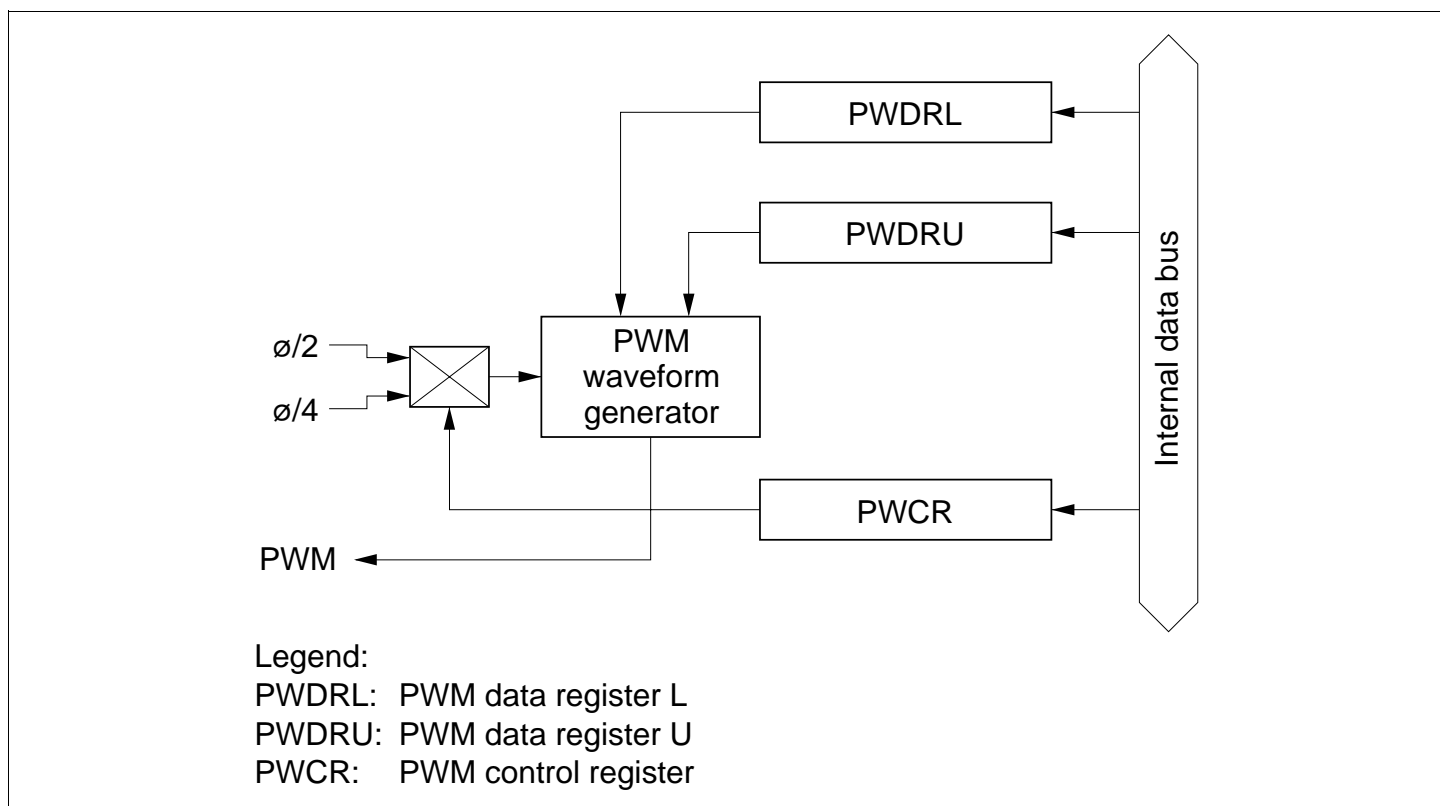 PWDRL
PWDRU
Internal data bus
ø/2
ø/4
PWM
waveform
generator
PWCR
PWM
Legend:
PWDRL: PWM data register L
PWDRU: PWM data register U
PWCR: PWM control register